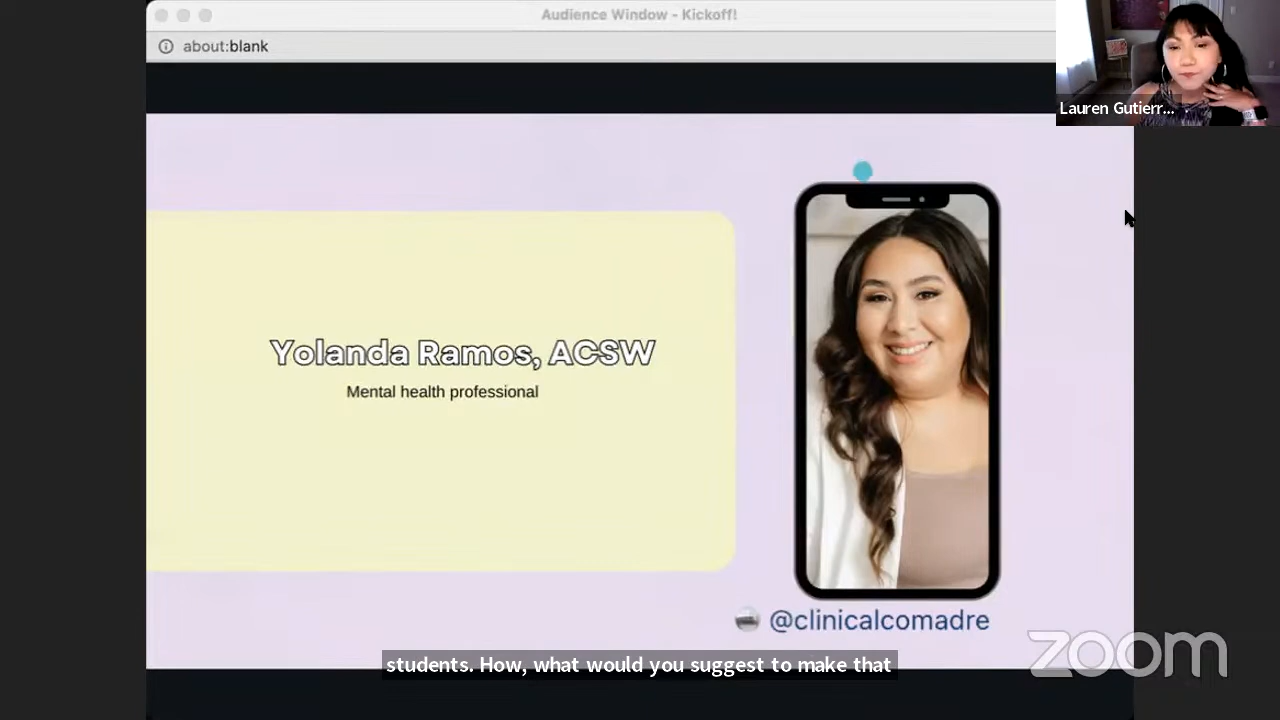 Audience Window - Kickoff!
about:blank
Lauren Gutierr...
Yolanda Ramos, ACSW
Mental health professional
@clinicalcomadre
students. How, what would you suggest to make that
zoom